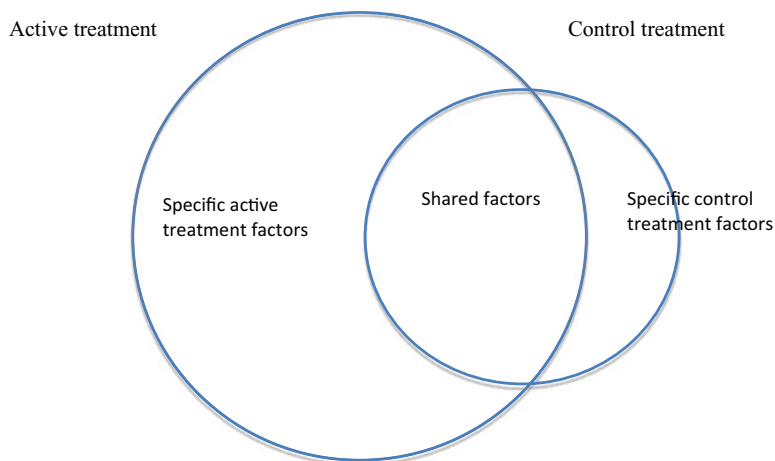 Active treatment
Control treatment
Specific active
treatment factors
Shared factors
Specific control
treatment factors